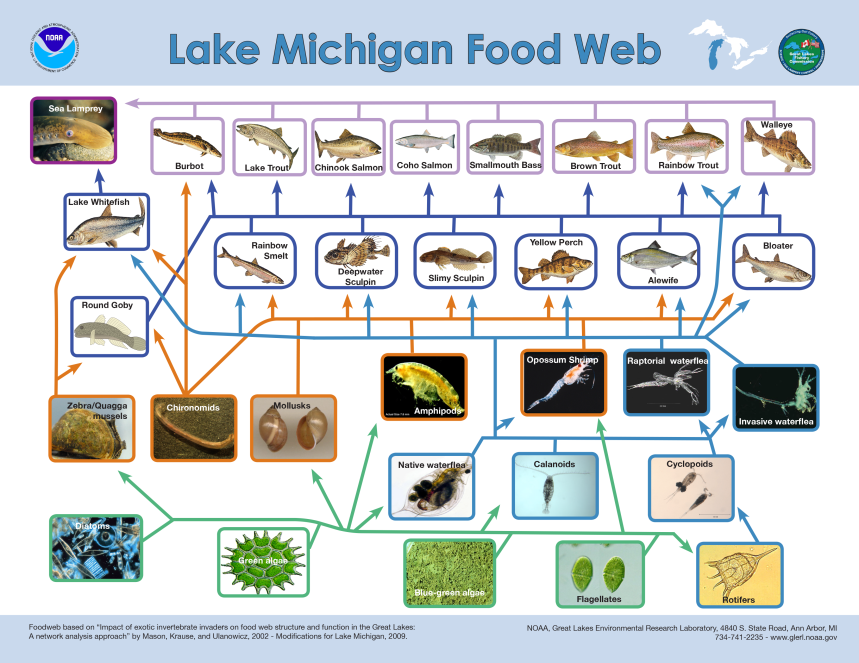 NOAA
Lake Michigan Food Web
Great Lakes
Fishery
Commission
Sea Lamprey
Burbot
Lake Trout
Chinook Salmon
Coho Salmon
Smallmouth Bass
Brown Trout
Rainbow Trout
Walleye
Lake Whitefish
Rainbow
Smelt
Deepwater
Sculpin
Slimy Sculpin
Yellow Perch
Alewife
Bloater
Round Goby
Zebra/Quagga
mussels
Chironomids
Mollusks
Amphipods
Opossum Shrimp
Raptorial waterflea
Invasive waterflea
Native waterflea
Calanoids
Cyclopoids
Diatoms
Green algae
Blue-green algae
Flagellates
Rotifers
Foodweb based on “Impact of exotic invertebrate invaders on food web structure and function in the Great Lakes:
A network analysis approach” by Mason, Krause, and Ulanowicz, 2002 - Modifications for Lake Michigan, 2009.
NOAA, Great Lakes Environmental Research Laboratory, 4840 S. State Road, Ann Arbor, MI
734-741-2235 - www.glerl.noaa.gov